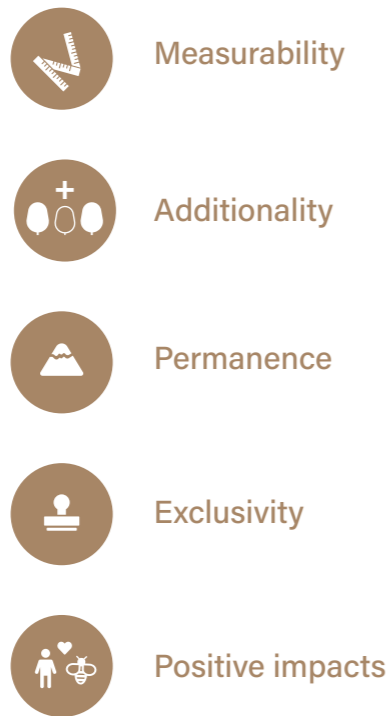 Measurability
Additionality
Permanence
Exclusivity
Positive impacts